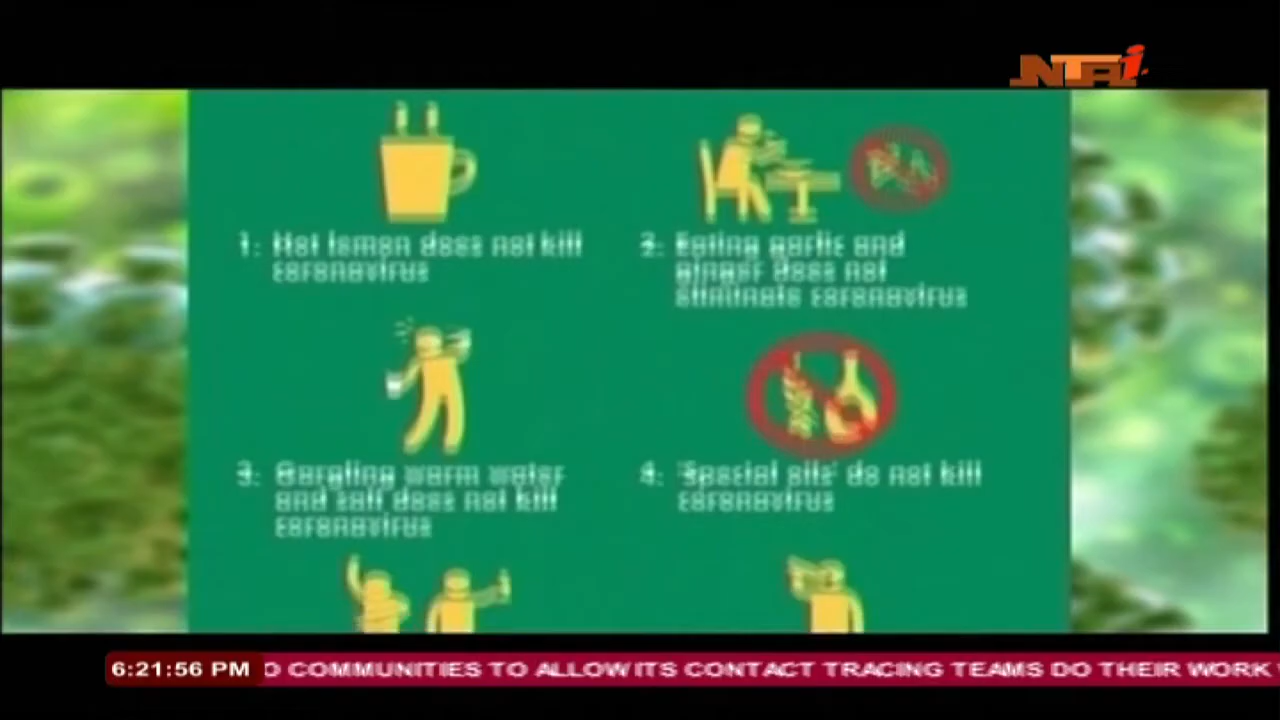 NTAi
1: Hot lemon does not kill
coronavirus
2: Eating garlic and
ginger does not
eliminate coronavirus
3: Gargling warm water
and salt does not kill
coronavirus
4: 'Special oils' do not kill
coronavirus
6:21:56 PM
O COMMUNITIES TO ALLOW ITS CONTACT TRACING TEAMS DO THEIR WORK